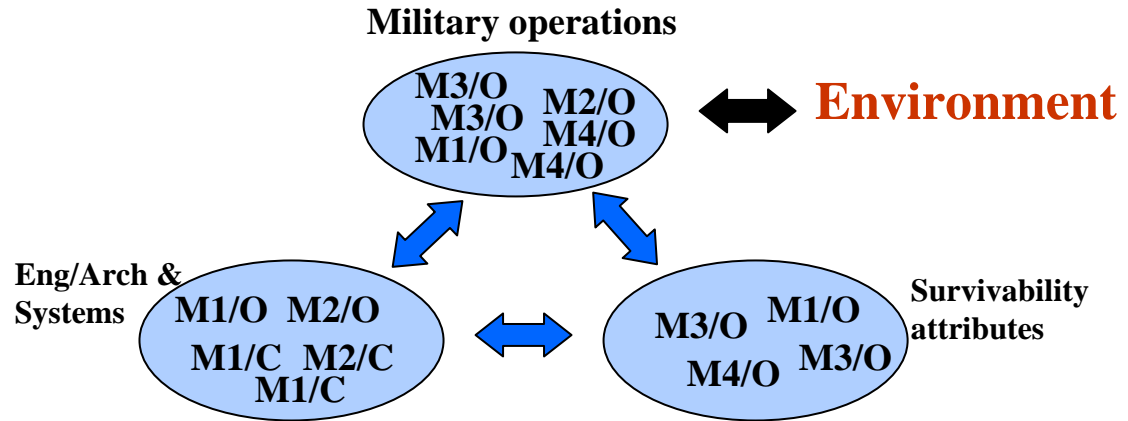 Military operations
M3/O
M2/O
M3/O
M4/O
M1/O
M4/O
Environment
Eng/Arch &
Systems
M1/O M2/O
M1/C M2/C
M1/C
Survivability
attributes
M1/O
M3/O
M3/O
M4/O